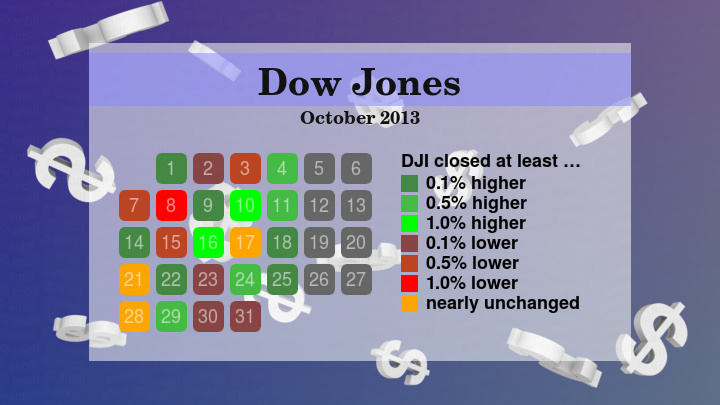 Dow Jones
October 2013
1 2 3 4 5 6
7 8 9 10 11 12 13
14 15 16 17 18 19 20
21 22 23 24 25 26 27
28 29 30 31
DJI closed at least …
0.1% higher
0.5% higher
1.0% higher
0.1% lower
0.5% lower
1.0% lower
nearly unchanged